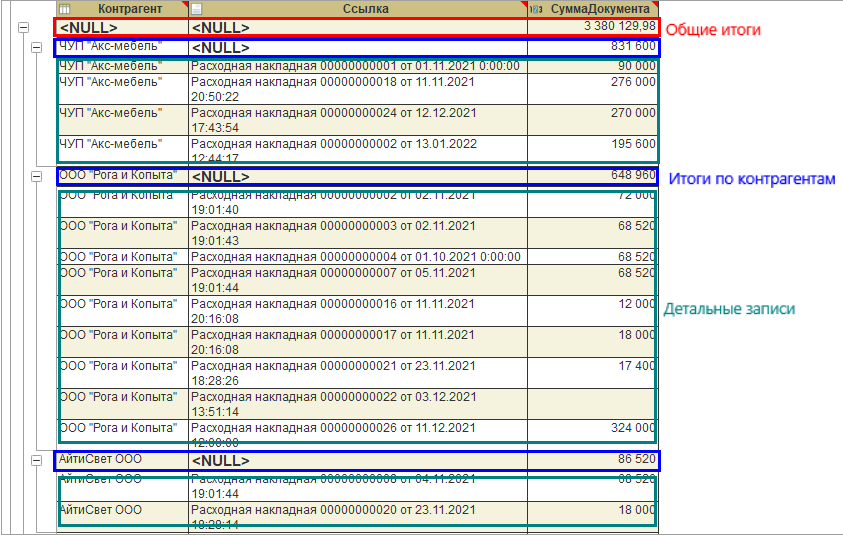 Контрагент Ссылка СуммаДокумента
<NULL> <NULL> 3 380 129,98
Общие итоги
ЧУП "Акс-мебель" <NULL> 831 600
ЧУП "Акс-мебель" Расходная накладная 00000000001 от 01.11.2021 0:00:00 90 000
ЧУП "Акс-мебель" Расходная накладная 00000000018 от 11.11.2021 276 000
20:50:22
ЧУП "Акс-мебель" Расходная накладная 00000000024 от 12.12.2021 270 000
17:43:54
ЧУП "Акс-мебель" Расходная накладная 00000000002 от 13.01.2022 195 600
12:44:17
ООО "Рога и Копыта" <NULL> 648 960
Итоги по контрагентам
ООО "Рога и Копыта" Расходная накладная 00000000002 от 02.11.2021 72 000
19:01:40
ООО "Рога и Копыта" Расходная накладная 00000000003 от 02.11.2021 68 520
19:01:43
ООО "Рога и Копыта" Расходная накладная 00000000004 от 01.10.2021 0:00:00 68 520
ООО "Рога и Копыта" Расходная накладная 00000000007 от 05.11.2021 68 520
19:01:44
ООО "Рога и Копыта" Расходная накладная 00000000016 от 11.11.2021 12 000
20:16:08
Детальные записи
ООО "Рога и Копыта" Расходная накладная 00000000017 от 11.11.2021 18 000
20:16:08
ООО "Рога и Копыта" Расходная накладная 00000000021 от 23.11.2021 17 400
18:28:26
ООО "Рога и Копыта" Расходная накладная 00000000022 от 03.12.2021
13:51:14
ООО "Рога и Копыта" Расходная накладная 00000000026 от 11.12.2021 324 000
12:00:00
АйтиСвет ООО <NULL> 86 520
АйтиСвет ООО Расходная накладная 00000000008 от 04.11.2021 68 520
19:01:44
АйтиСвет ООО Расходная накладная 00000000020 от 23.11.2021 18 000
18:28:14